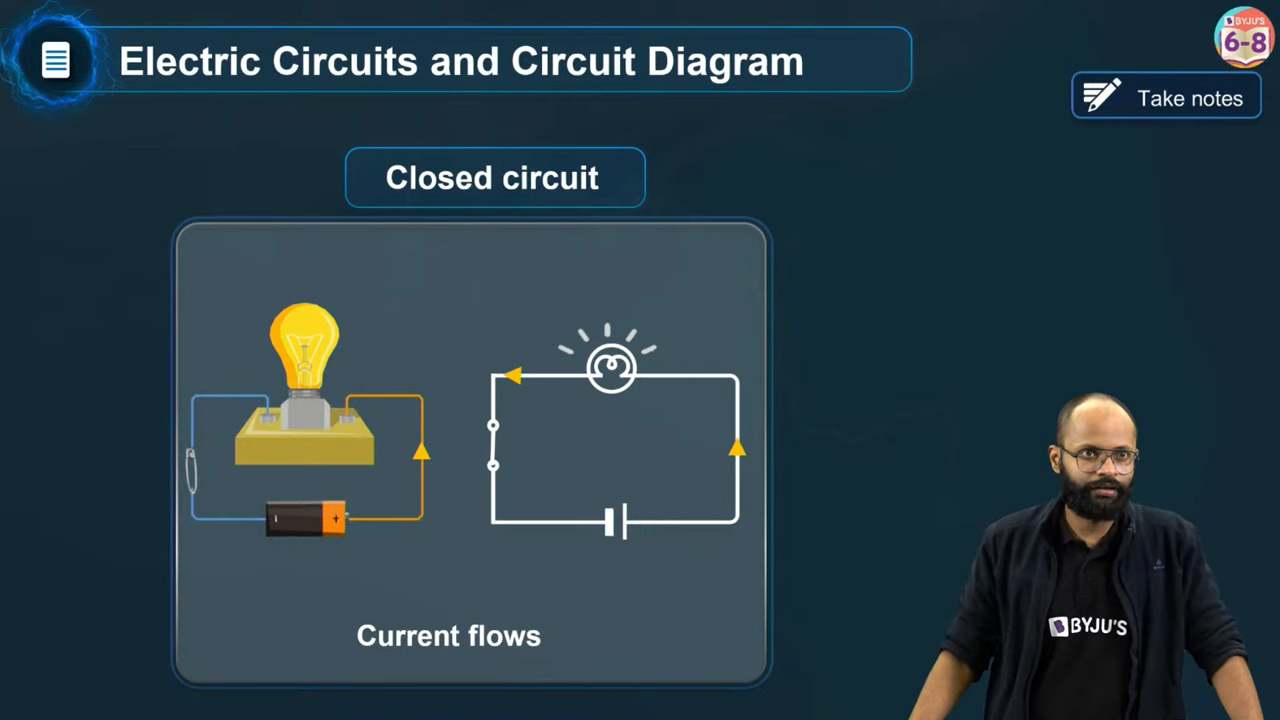 Electric Circuits and Circuit Diagram
BYJU'S
6-8
Take notes
Closed circuit
+
Current flows
BYJU'S